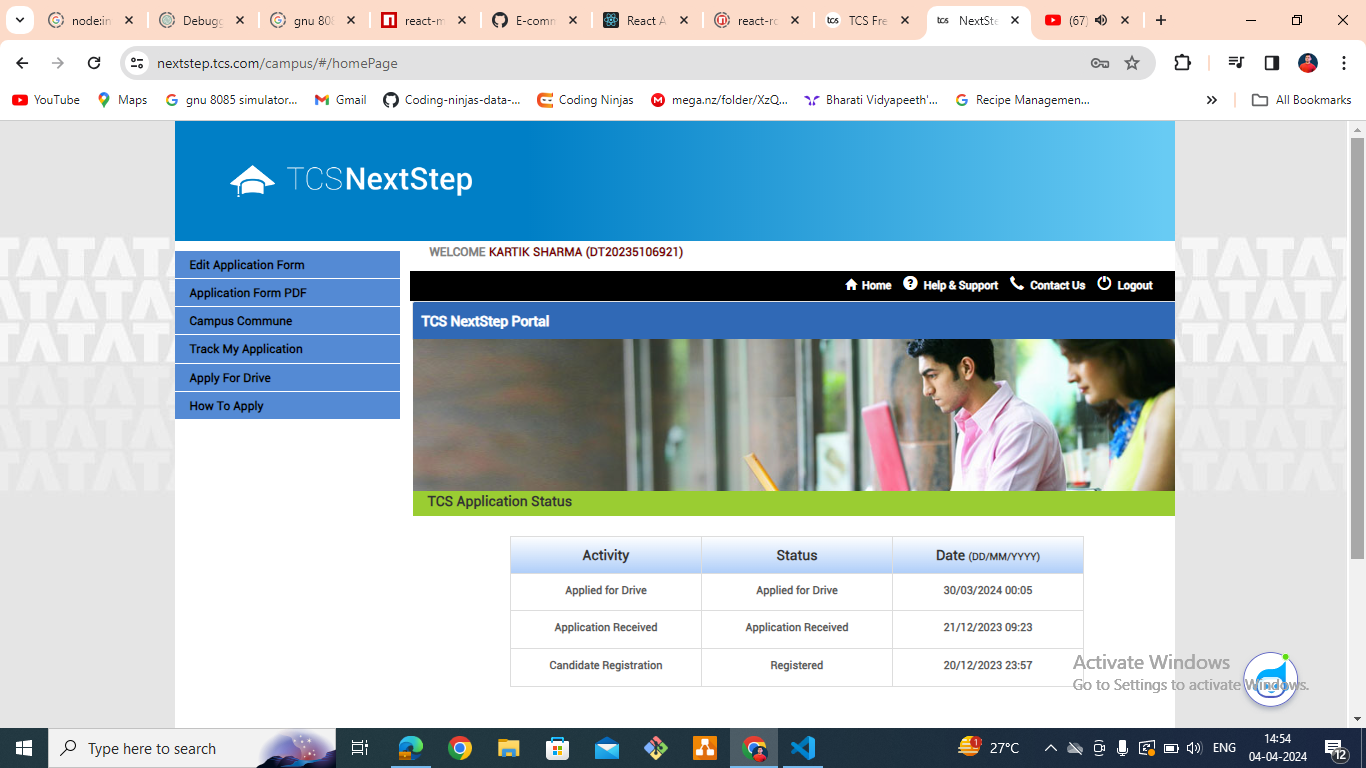 node:in
Debugg
gnu 808
react-m
E-comm
React A
react-ro
TCS Fre
NextSte
(67)
nextstep.tcs.com/campus/#/homePage
YouTube
Maps
gnu 8085 simulator...
Gmail
Coding-ninjas-data-...
Coding Ninjas
mega.nz/folder/XzQ...
Bharati Vidyapeeth'...
Recipe Managemen...
All Bookmarks
TCSNextStep
WELCOME KARTIK SHARMA (DT20235106921)
Edit Application Form
Application Form PDF
Campus Commune
Track My Application
Apply For Drive
How To Apply
Home Help & Support Contact Us Logout
TCS NextStep Portal
TCS Application Status
Activity Status Date (DD/MM/YYYY)
Applied for Drive Applied for Drive 30/03/2024 00:05
Application Received Application Received 21/12/2023 09:23
Candidate Registration Registered 20/12/2023 23:57
Activate Windows
Go to Settings to activate Windows.
Type here to search
1
27°C
ENG
14:54
04-04-2024
12